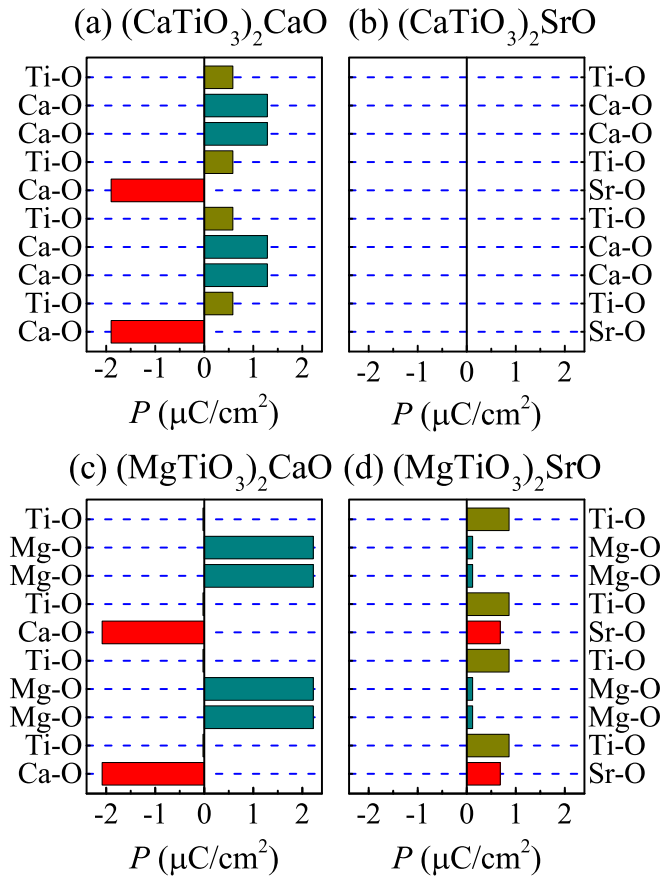 (a) (CaTiO₃)₂CaO (b) (CaTiO₃)₂SrO
Ti-O Ti-O
Ca-O Ca-O
Ca-O Ca-O
Ti-O Ti-O
Ca-O Sr-O
Ti-O Ti-O
Ca-O Ca-O
Ca-O Ca-O
Ti-O Ti-O
Ca-O Sr-O
-2 -1 0 1 2 -2 -1 0 1 2
P (μC/cm²) P (μC/cm²)
(c) (MgTiO₃)₂CaO (d) (MgTiO₃)₂SrO
Ti-O Ti-O
Mg-O Mg-O
Mg-O Mg-O
Ti-O Ti-O
Ca-O Sr-O
Ti-O Ti-O
Mg-O Mg-O
Mg-O Mg-O
Ti-O Ti-O
Ca-O Sr-O
-2 -1 0 1 2 -2 -1 0 1 2
P (μC/cm²) P (μC/cm²)